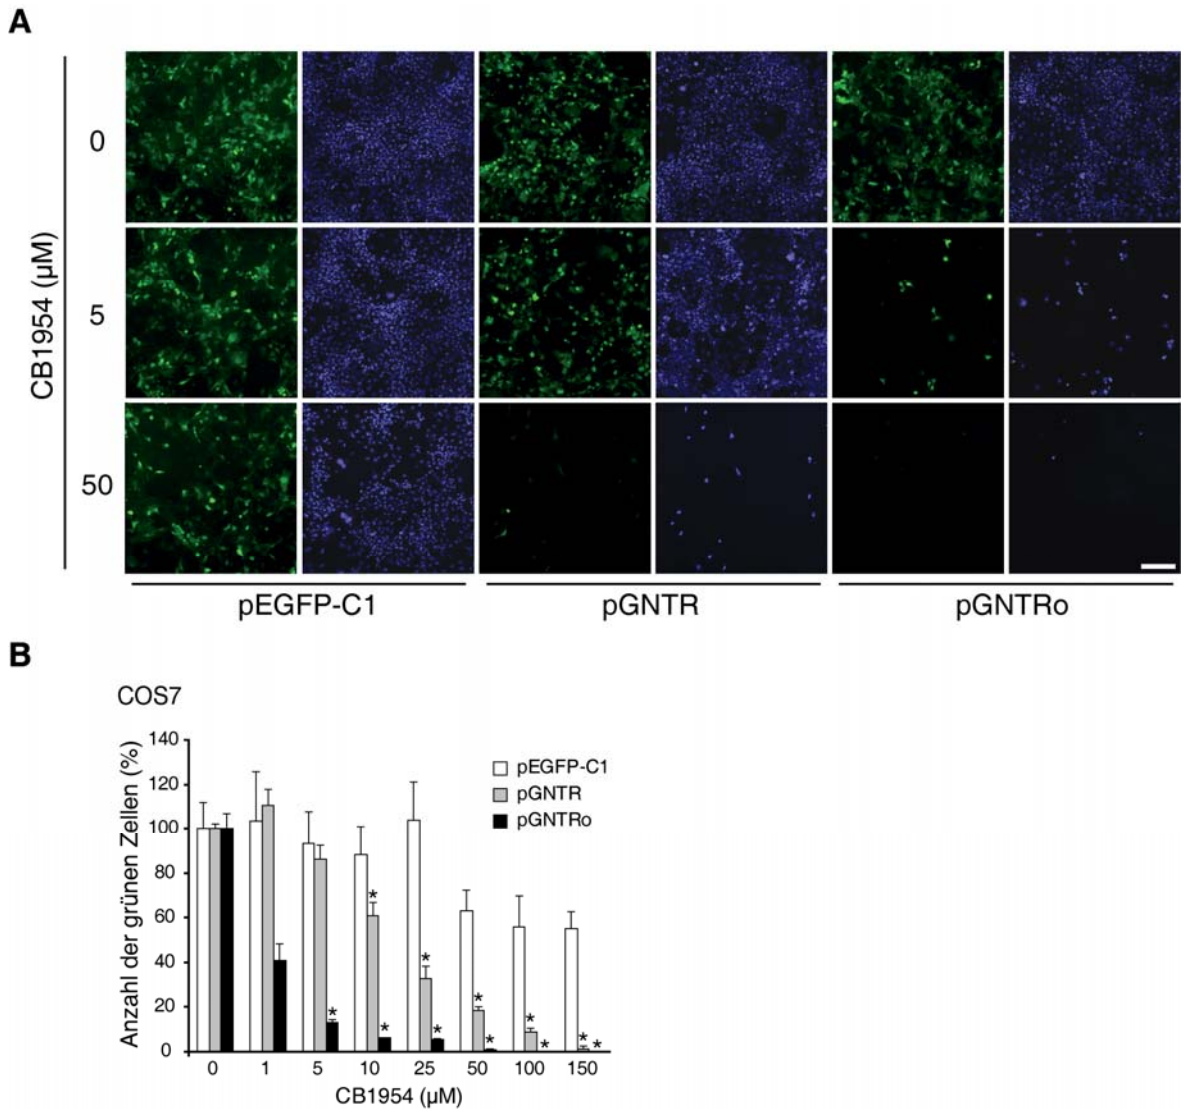 A
CB1954 (µM)
0
5
50
pEGFP-C1
pGNTR
pGNTRo
B
COS7
Anzahl der grünen Zellen (%)
140
120
100
80
60
40
20
0
pEGFP-C1
pGNTR
pGNTRo
*
*
*
*
*
*
*
*
*
*
*
0 1 5 10 25 50 100 150
CB1954 (µM)